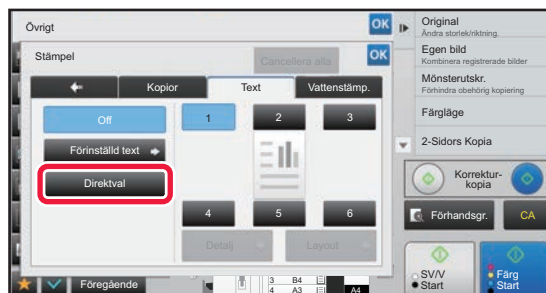 Övrigt
OK
Stämpel
Cancellera alla
OK
Kopior
Text
Vattenstämp.
Off
Förinställd text
Direktval
1
2
3
4
5
6
Detalj
Layout
Föregående
3 B4
4 A3
A4
Original
Ändra storlek/riktning.
Egen bild
Kombinera registrerade bilder
Mönsterutskr.
Förhindra obehörig kopiering
Färgläge
2-Sidors Kopia
Korrektur-
kopia
Förhandsgr.
CA
SV/V
Start
Färg
Start